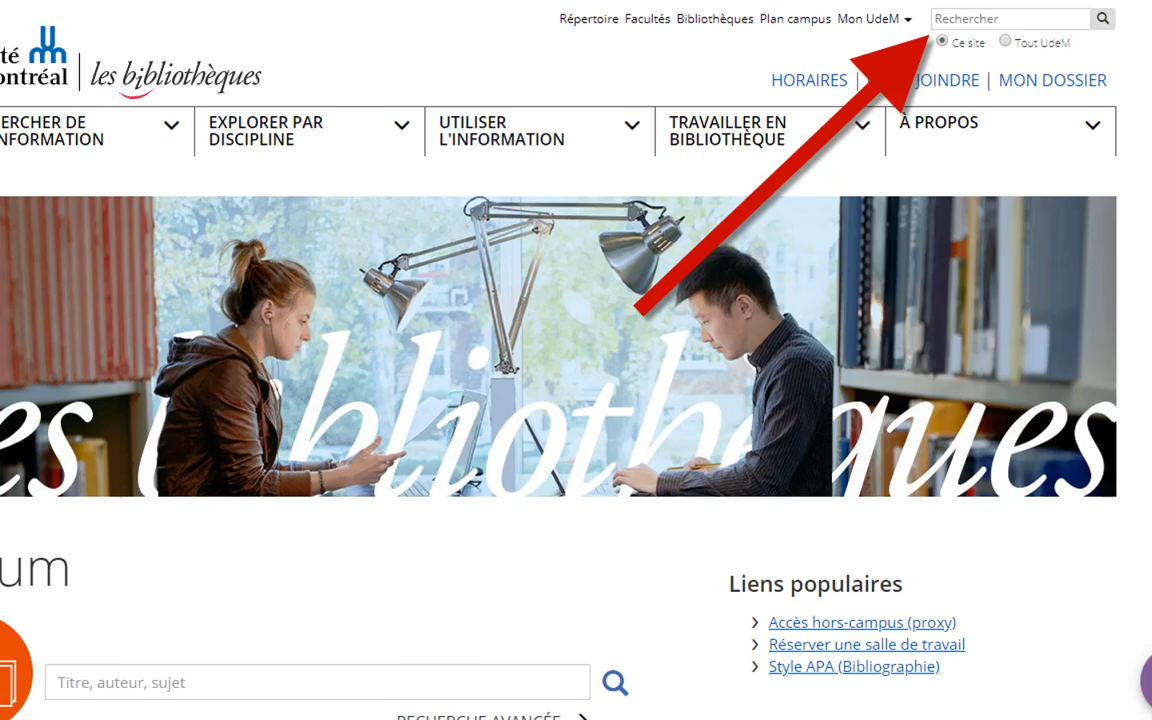 Répertoire Facultés Bibliothèques Plan campus Mon UdeM Rechercher
Ce site Tout UdeM
té
ontréal
les bibliothèques
HORAIRES | JOINDRE | MON DOSSIER
ERCHER DE
NFORMATION
EXPLORER PAR
DISCIPLINE
UTILISER
L'INFORMATION
TRAVAILLER EN
BIBLIOTHÈQUE
À PROPOS
es bibliothèques
um
Liens populaires
Accès hors-campus (proxy)
Réserver une salle de travail
Style APA (Bibliographie)
Titre, auteur, sujet
RECHERCHE AVANCÉE